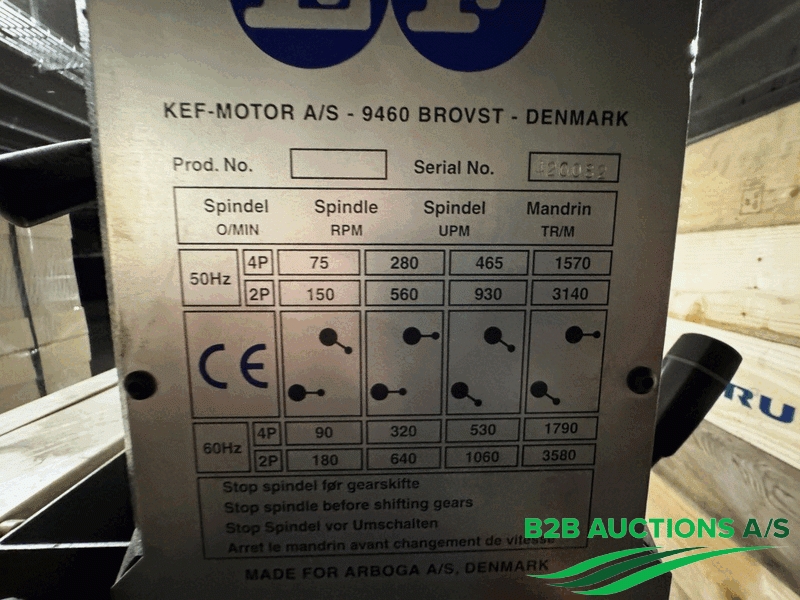 EF
KEF-MOTOR A/S - 9460 BROVST - DENMARK
Prod. No. Serial No.
Spindel Spindle Spindel Mandrin
O/MIN RPM UPM TR/M
50Hz 4P 75 280 465 1570
2P 150 560 930 3140
CE
60Hz 4P 90 320 530 1790
2P 180 640 1060 3580
Stop spindel før gearskifte
Stop spindle before shifting gears
Stop Spindel vor Umschalten
Arret le mandrin avant changement de vitesse
MADE FOR ARBOGA A/S, DENMARK
RU
B2B AUCTIONS A/S